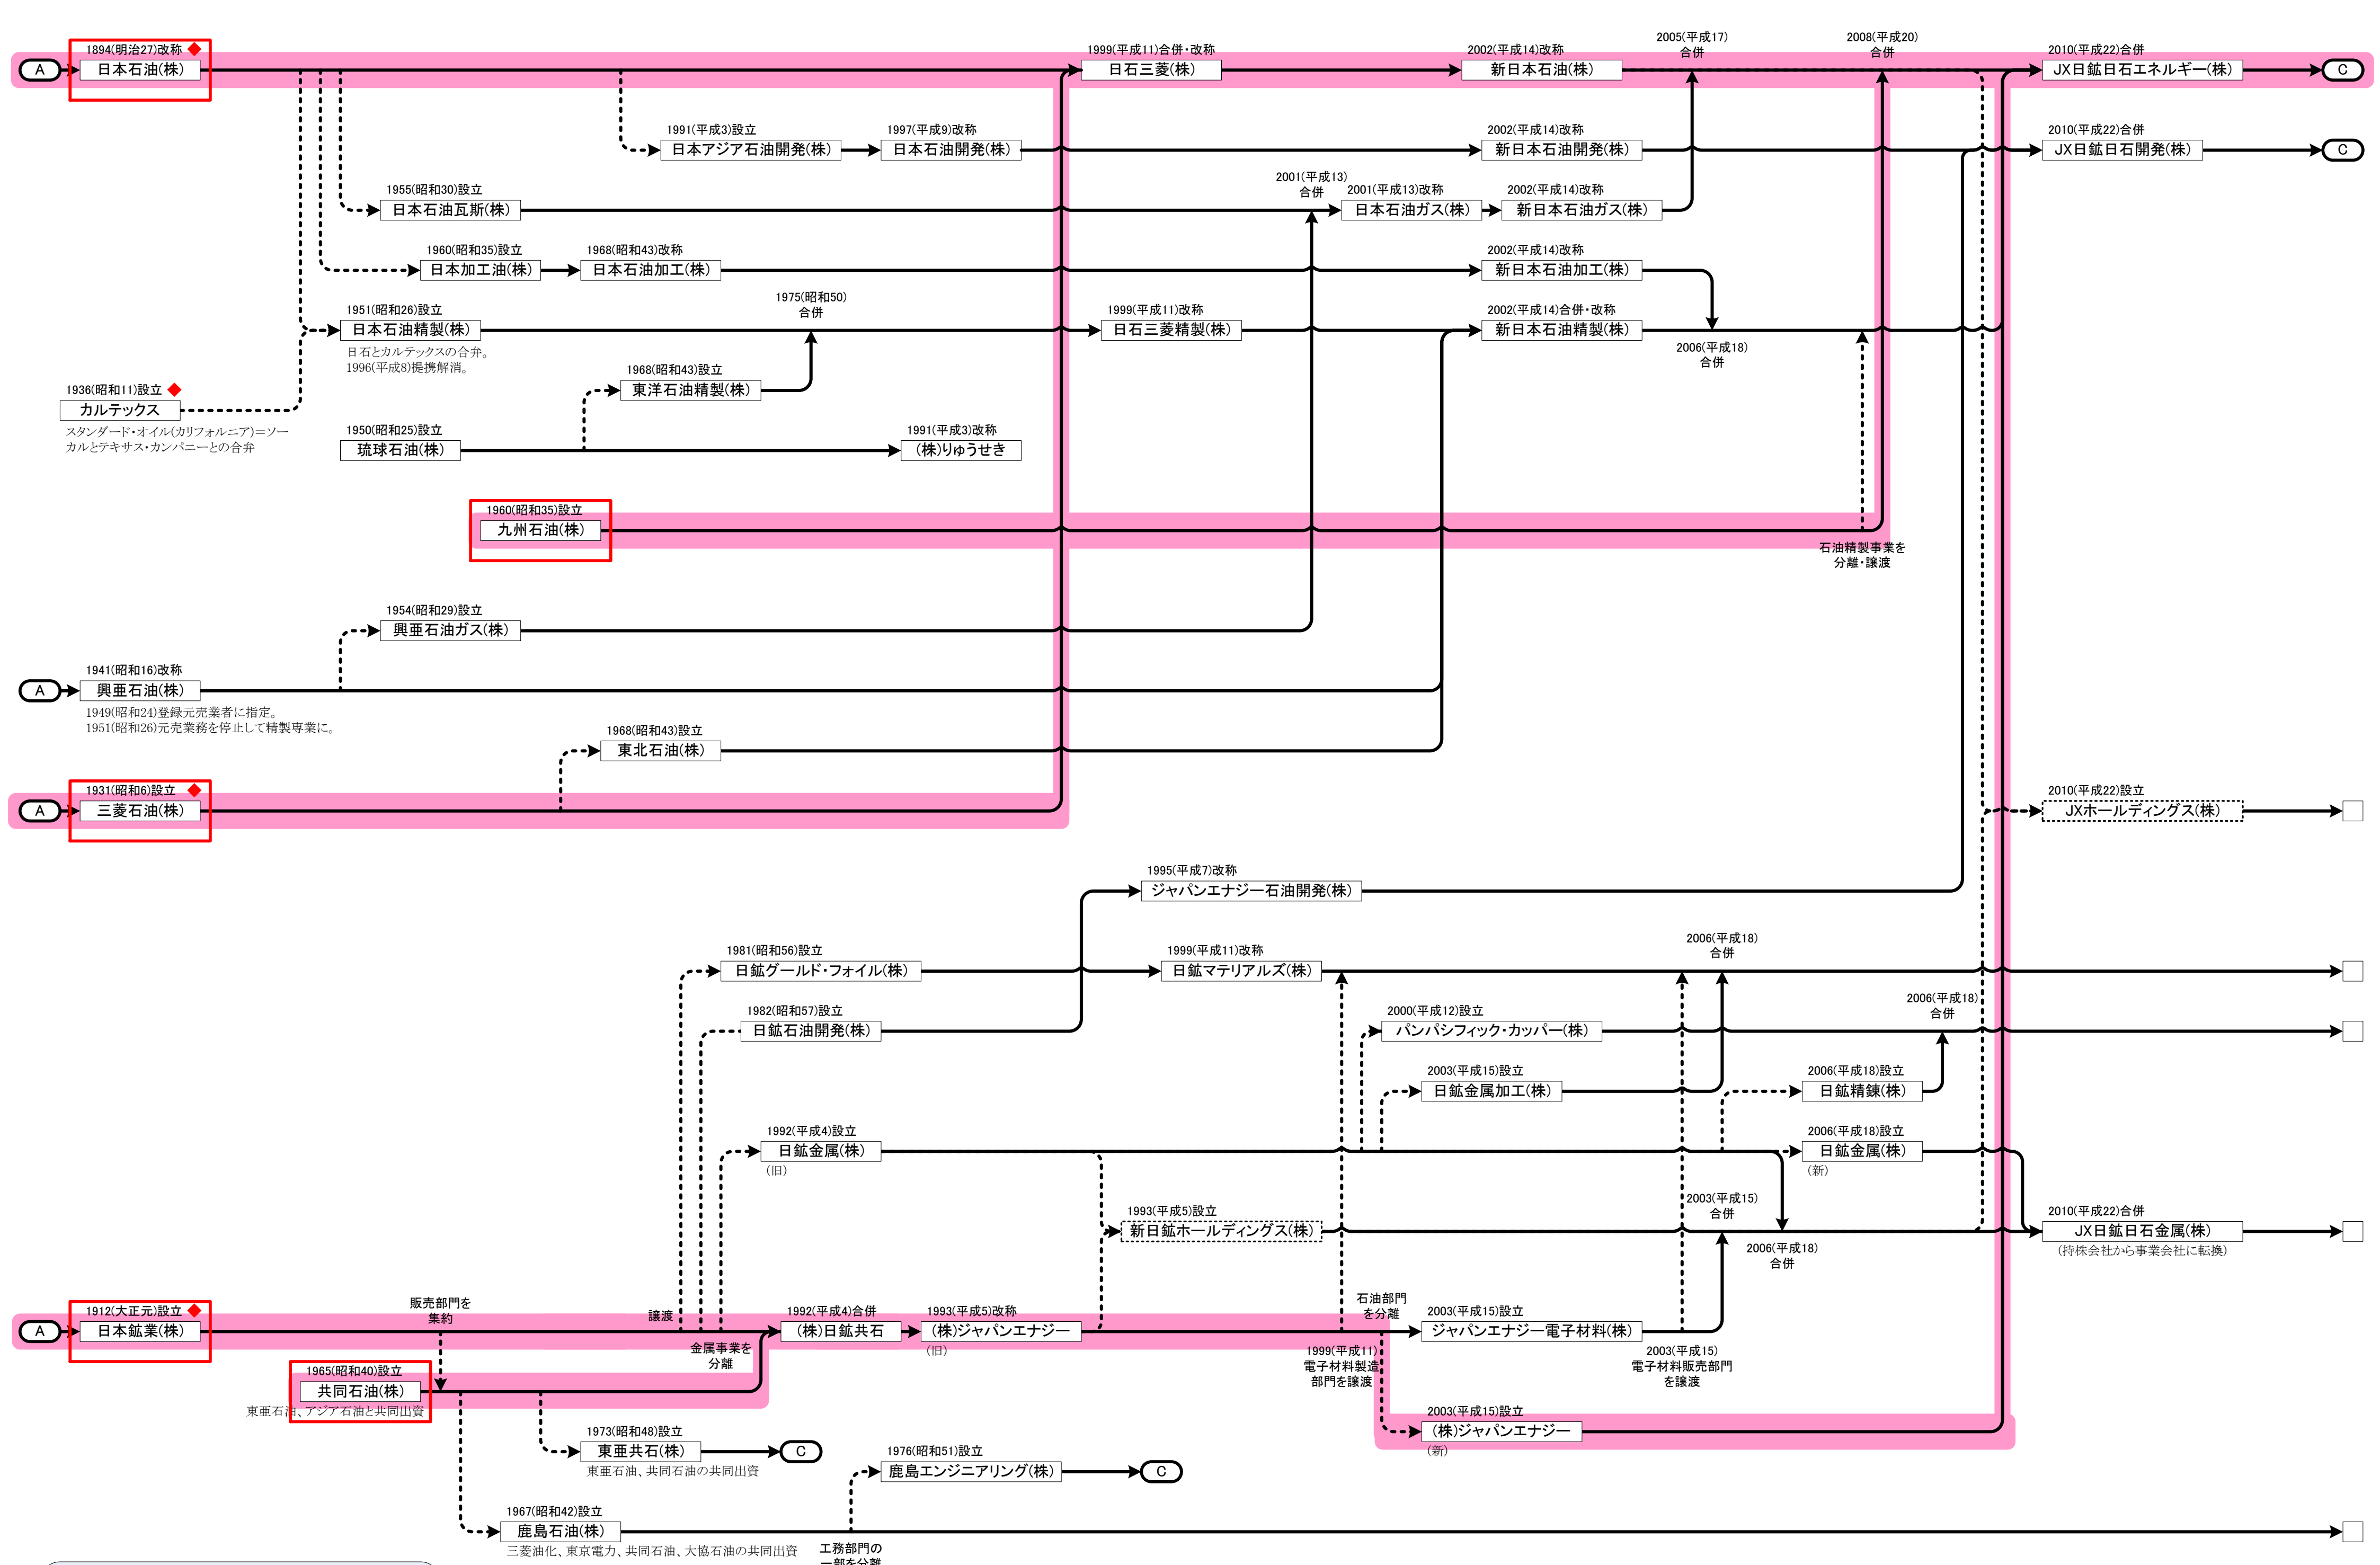 2005(平成17)
合併
2008(平成20)
合併
1894(明治27)改称
1999(平成11)合併・改称
2002(平成14)改称
2010(平成22)合併
A
日本石油(株)
日石三菱(株)
新日本石油(株)
JX日鉱日石エネルギー(株)
C
1991(平成3)設立
1997(平成9)改称
2002(平成14)改称
2010(平成22)合併
日本アジア石油開発(株)
日本石油開発(株)
新日本石油開発(株)
JX日鉱日石開発(株)
C
2001(平成13)
合併
1955(昭和30)設立
2001(平成13)改称
2002(平成14)改称
日本石油瓦斯(株)
日本石油ガス(株)
新日本石油ガス(株)
1960(昭和35)設立
1968(昭和43)改称
2002(平成14)改称
日本加工油(株)
日本石油加工(株)
新日本石油加工(株)
1975(昭和50)
合併
1951(昭和26)設立
1999(平成11)改称
2002(平成14)合併・改称
日本石油精製(株)
日石三菱精製(株)
新日本石油精製(株)
日石とカルテックスの合弁。
1996(平成8)提携解消。
2006(平成18)
合併
1968(昭和43)設立
東洋石油精製(株)
1936(昭和11)設立
カルテックス
スタンダード・オイル(カリフォルニア)＝ソー
カルとテキサス・カンパニーとの合弁
1950(昭和25)設立
1991(平成3)改称
琉球石油(株)
(株)りゅうせき
1960(昭和35)設立
九州石油(株)
石油精製事業を
分離・譲渡
1954(昭和29)設立
興亜石油ガス(株)
1941(昭和16)改称
A
興亜石油(株)
1949(昭和24)登録元売業者に指定。
1951(昭和26)元売業務を停止して精製専業に。
1968(昭和43)設立
東北石油(株)
1931(昭和6)設立
2010(平成22)設立
A
三菱石油(株)
JXホールディングス(株)
1995(平成7)改称
ジャパンエナジー石油開発(株)
2006(平成18)
合併
1981(昭和56)設立
1999(平成11)改称
日鉱グールド・フォイル(株)
日鉱マテリアルズ(株)
2006(平成18)
合併
1982(昭和57)設立
2000(平成12)設立
日鉱石油開発(株)
パンパシフィック・カッパー(株)
2003(平成15)設立
2006(平成18)設立
日鉱金属加工(株)
日鉱精錬(株)
1992(平成4)設立
2006(平成18)設立
日鉱金属(株)
日鉱金属(株)
(旧)
(新)
2003(平成15)
合併
1993(平成5)設立
2010(平成22)合併
新日鉱ホールディングス(株)
JX日鉱日石金属(株)
(持株会社から事業会社に転換)
2006(平成18)
合併
石油部門
を分離
販売部門を
集約
譲渡
1912(大正元)設立
1992(平成4)合併
1993(平成5)改称
2003(平成15)設立
A
日本鉱業(株)
(株)日鉱共石
(株)ジャパンエナジー
ジャパンエナジー電子材料(株)
(旧)
金属事業を
分離
1999(平成11)
電子材料製造
部門を譲渡
2003(平成15)
電子材料販売部門
を譲渡
1965(昭和40)設立
共同石油(株)
東亜石油、アジア石油と共同出資
2003(平成15)設立
(株)ジャパンエナジー
(新)
1973(昭和48)設立
東亜共石(株)
C
東亜石油、共同石油の共同出資
1976(昭和51)設立
鹿島エンジニアリング(株)
C
1967(昭和42)設立
鹿島石油(株)
三菱油化、東京電力、共同石油、大協石油の共同出資
工務部門の
一部を分離